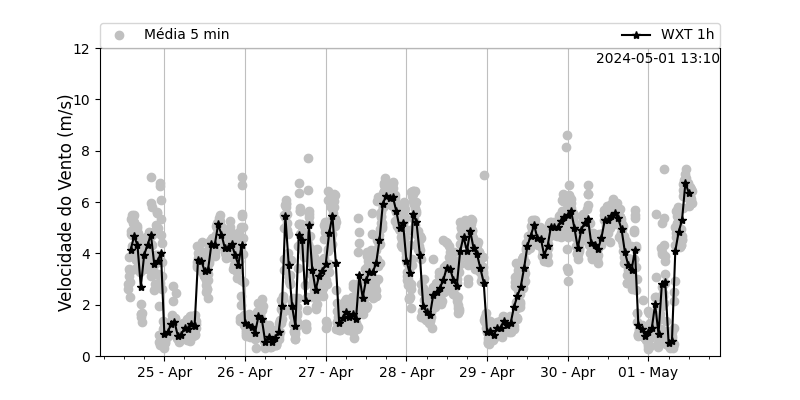 Média 5 min
WXT 1h
2024-05-01 13:10
Velocidade do Vento (m/s)
12
10
8
6
4
2
0
25 - Apr
26 - Apr
27 - Apr
28 - Apr
29 - Apr
30 - Apr
01 - May